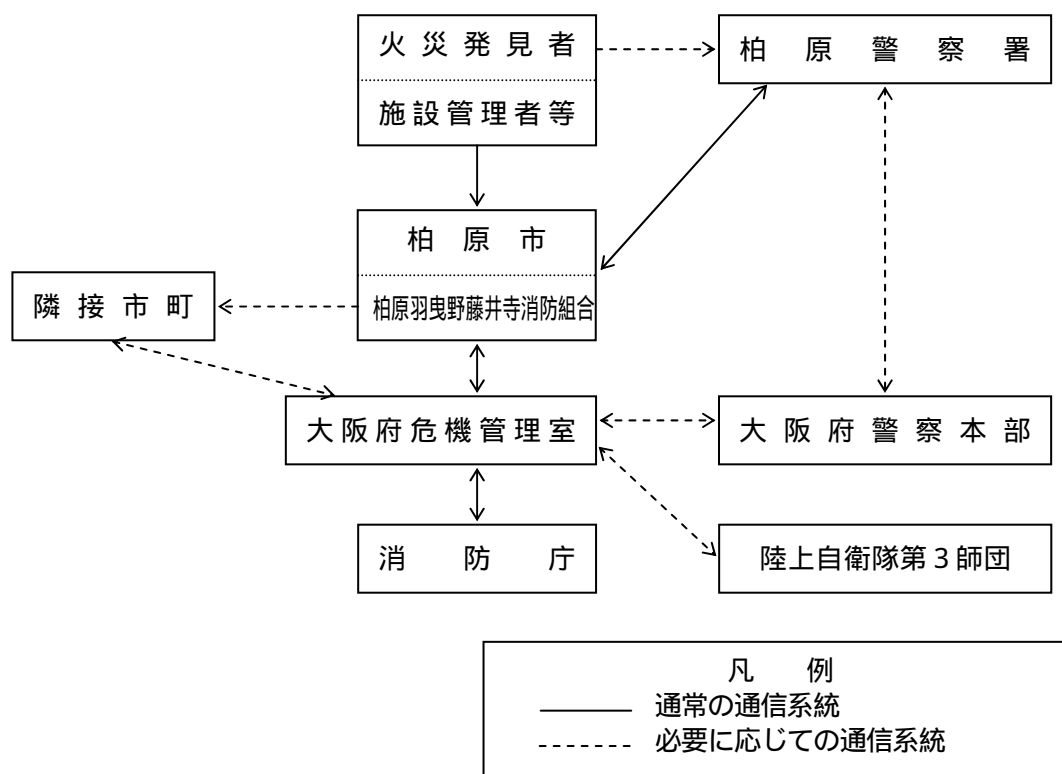 火災発見者
施設管理者等
柏原警察署
柏原市
柏原羽曳野藤井寺消防組合
隣接市町
大阪府危機管理室
大阪府警察本部
消防庁
陸上自衛隊第3師団
凡例
通常の通信系統
必要に応じての通信系統